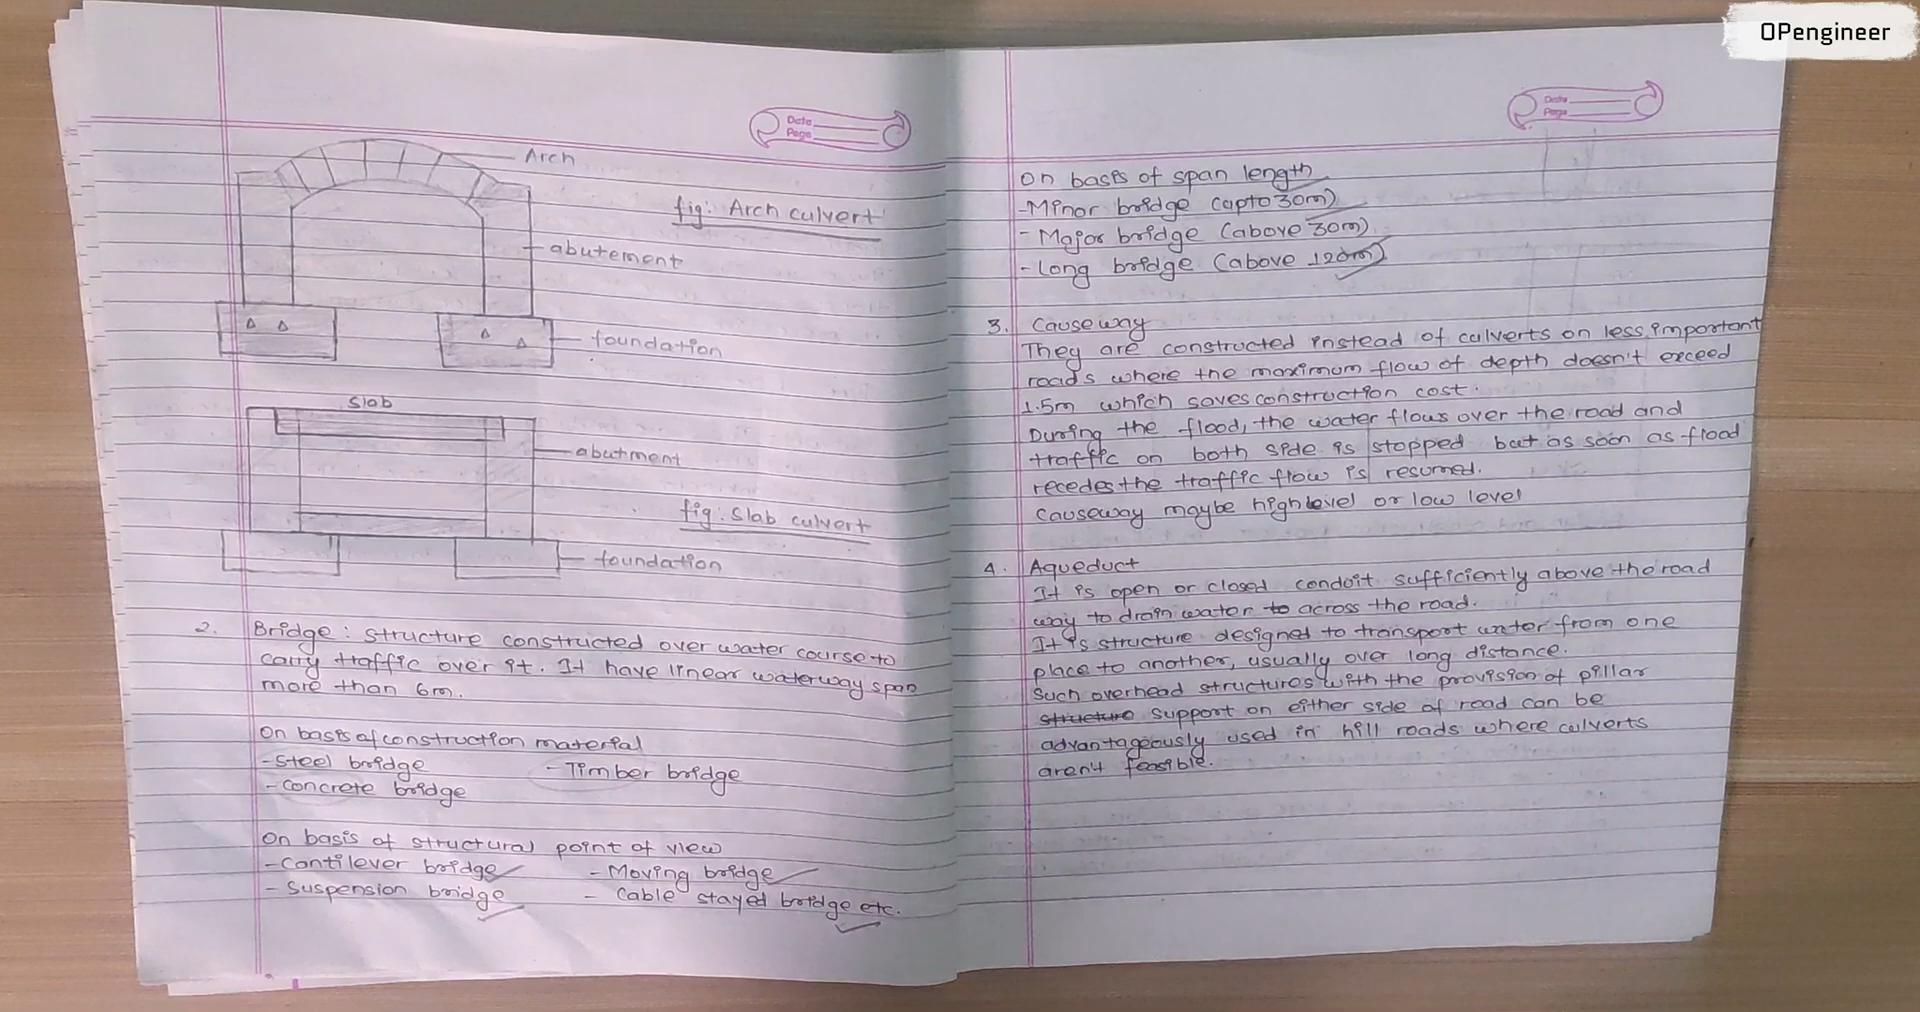 OPengineer
Date
Page
Arch
fig: Arch culvert
abutement
foundation
Slab
abutment
fig: Slab culvert
foundation
2. Bridge: structure constructed over water course to
carry traffic over it. It have linear waterway span
more than 6m.
On basis of construction material
-Steel bridge - Timber bridge
-Concrete bridge
On basis of structural point of view
-Cantilever bridge - Moving bridge
- Suspension bridge - Cable stayed bridge etc.
Date
Page
On basis of span length
-Minor bridge (upto 30m)
- Major bridge (above 30m)
- Long bridge (above 120m)
3. Causeway
They are constructed instead of culverts on less important
roads where the maximum flow of depth doesn't exceed
1.5m which saves construction cost.
During the flood, the water flows over the road and
traffic on both side is stopped but as soon as flood
recedes the traffic flow is resumed.
Causeway maybe high level or low level
4. Aqueduct
It is open or closed conduit sufficiently above the road
way to drain water to across the road.
It is structure designed to transport water from one
place to another, usually over long distance.
Such overhead structures with the provision of pillar
structure support on either side of road can be
advantageously used in hill roads where culverts
aren't feasible.